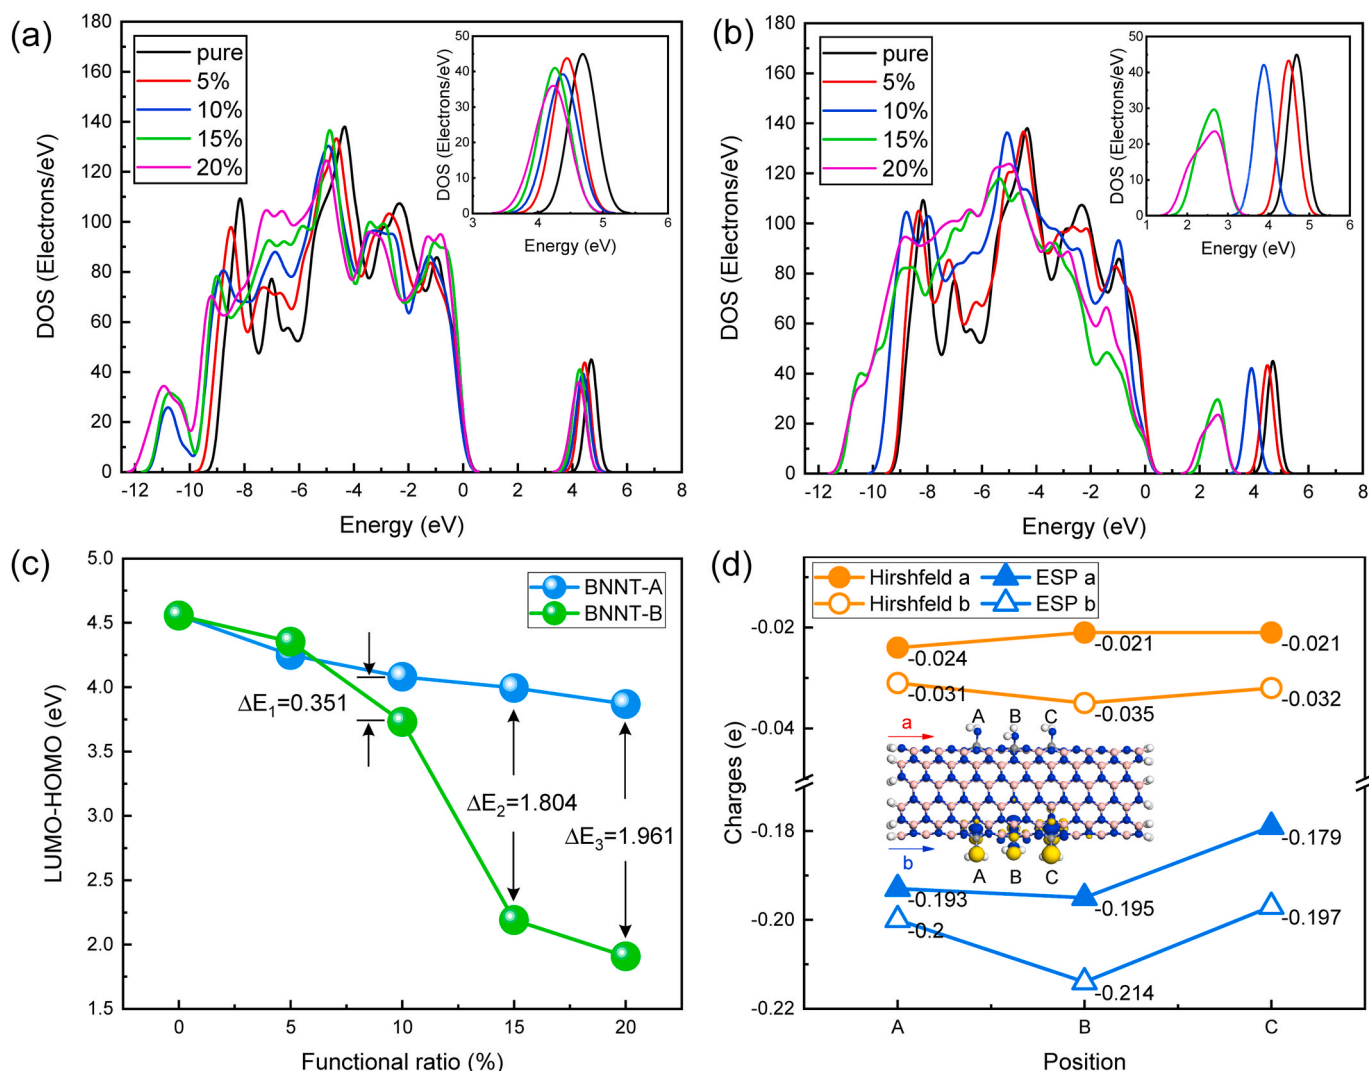 (a)
180
160
140
120
100
80
60
40
20
0
DOS (Electrons/eV)
pure
5%
10%
15%
20%
50
40
30
20
10
0
DOS (Electrons/eV)
3 4 5 6
Energy (eV)
-12 -10 -8 -6 -4 -2 0 2 4 6 8
Energy (eV)
(b)
180
160
140
120
100
80
60
40
20
0
DOS (Electrons/eV)
pure
5%
10%
15%
20%
50
40
30
20
10
0
DOS (Electrons/eV)
1 2 3 4 5 6
Energy (eV)
-12 -10 -8 -6 -4 -2 0 2 4 6 8
Energy (eV)
(c)
5.0
4.5
4.0
3.5
3.0
2.5
2.0
1.5
LUMO-HOMO (eV)
BNNT-A
BNNT-B
ΔE₁=0.351
ΔE₂=1.804
ΔE₃=1.961
0 5 10 15 20
Functional ratio (%)
(d)
Hirshfeld a ESP a
Hirshfeld b ESP b
-0.02
-0.04
-0.18
-0.20
-0.22
Charges (e)
-0.024 -0.021 -0.021
-0.031 -0.035 -0.032
A B C
a
b
A B C
-0.193 -0.195 -0.179
-0.2 -0.214 -0.197
A B C
Position